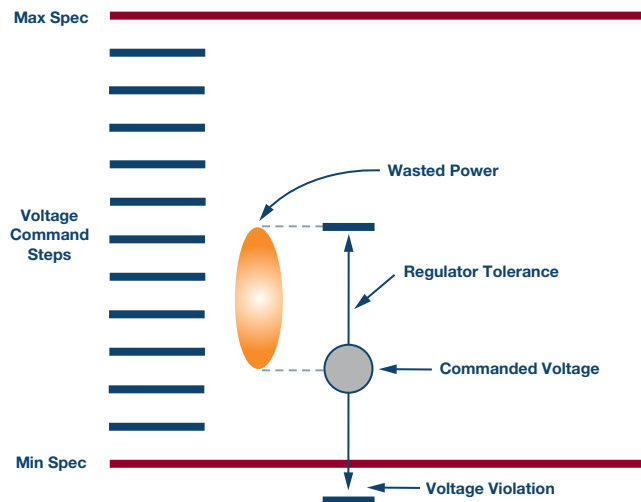 Max Spec
Wasted Power
Voltage
Command
Steps
Regulator Tolerance
Commanded Voltage
Min Spec
Voltage Violation